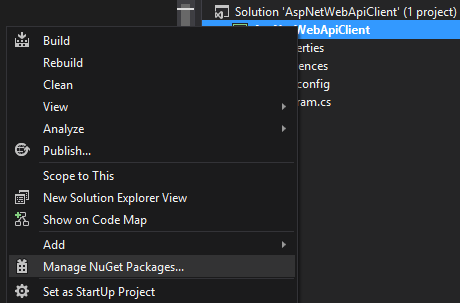 Solution 'AspNetWebApiClient' (1 project)
WebApiClient
erties
ences
config
ram.cs
Build
Rebuild
Clean
View
Analyze
Publish...
Scope to This
New Solution Explorer View
Show on Code Map
Add
Manage NuGet Packages...
Set as StartUp Project